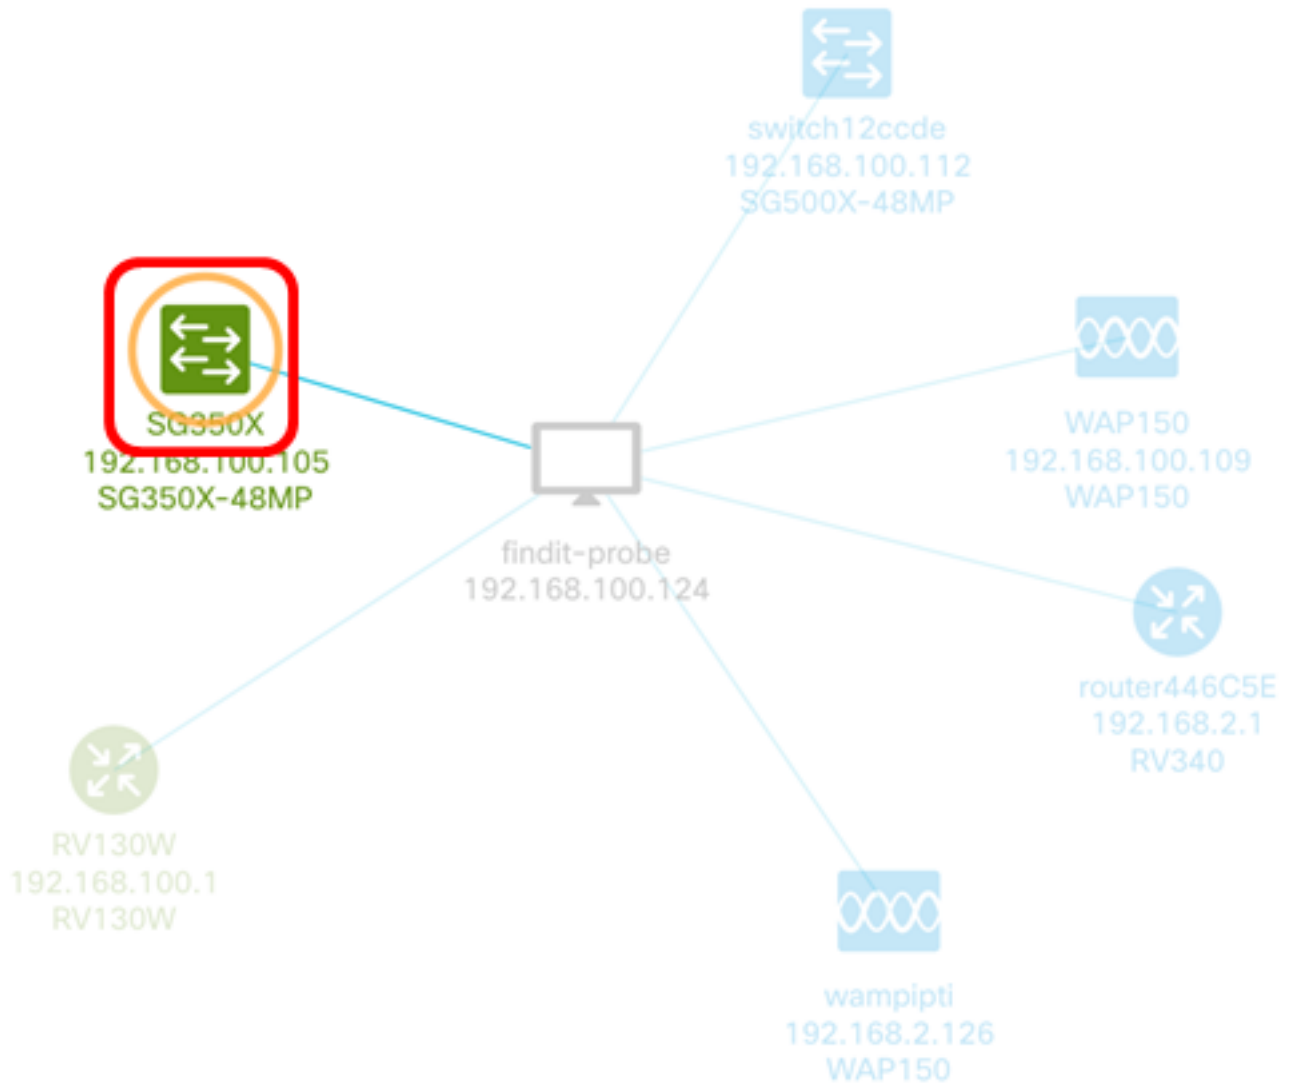 switch12ccde
192.168.100.112
SG500X-48MP
SG350X
192.168.100.105
SG350X-48MP
WAP150
192.168.100.109
WAP150
findit-probe
192.168.100.124
router446C5E
192.168.2.1
RV340
RV130W
192.168.100.1
RV130W
wampipti
192.168.2.126
WAP150